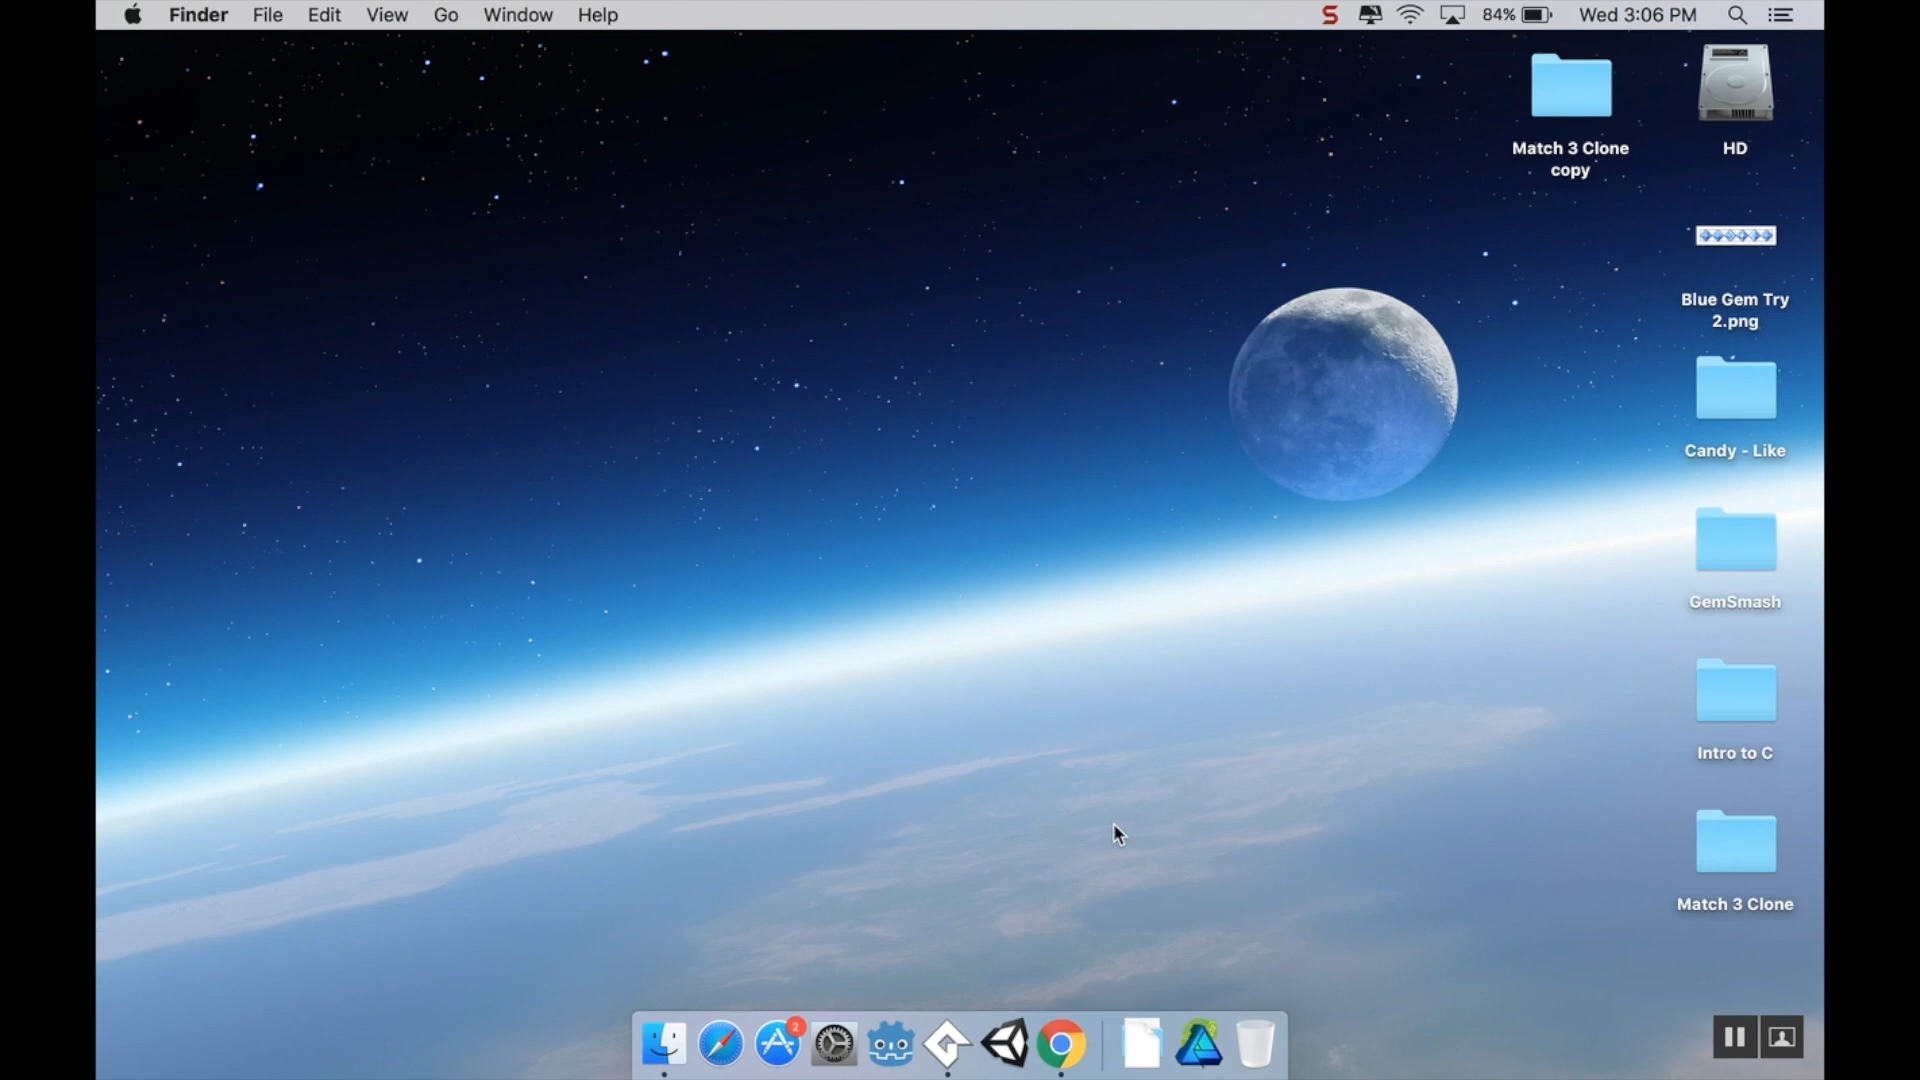 Finder File Edit View Go Window Help
S 84% Wed 3:06 PM
Match 3 Clone
copy
HD
Blue Gem Try
2.png
Candy - Like
GemSmash
Intro to C
Match 3 Clone
2